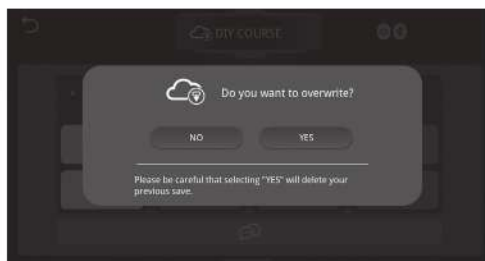 DIY COURSE
Do you want to overwrite?
NO YES
Please be careful that selecting "YES" will delete your
previous save.